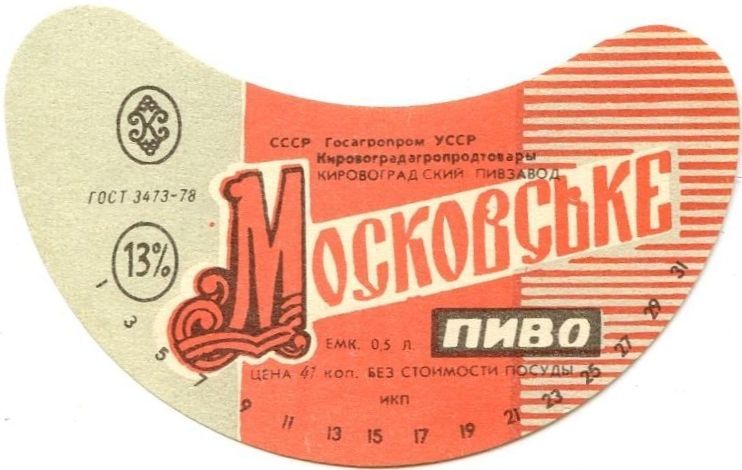 СССР Госагропром УССР
Кировоградагропродтовары
КИРОВОГРАДСКИЙ ПИВЗАВОД
ГОСТ 3473-78
МОСКОВСЬКЕ
13%
ПИВО
ЕМК. 0,5 л.
ЦЕНА 41 коп. БЕЗ СТОИМОСТИ ПОСУДЫ
ИКП
1 3 5 7 9 11 13 15 17 19 21 23 25 27 29 31